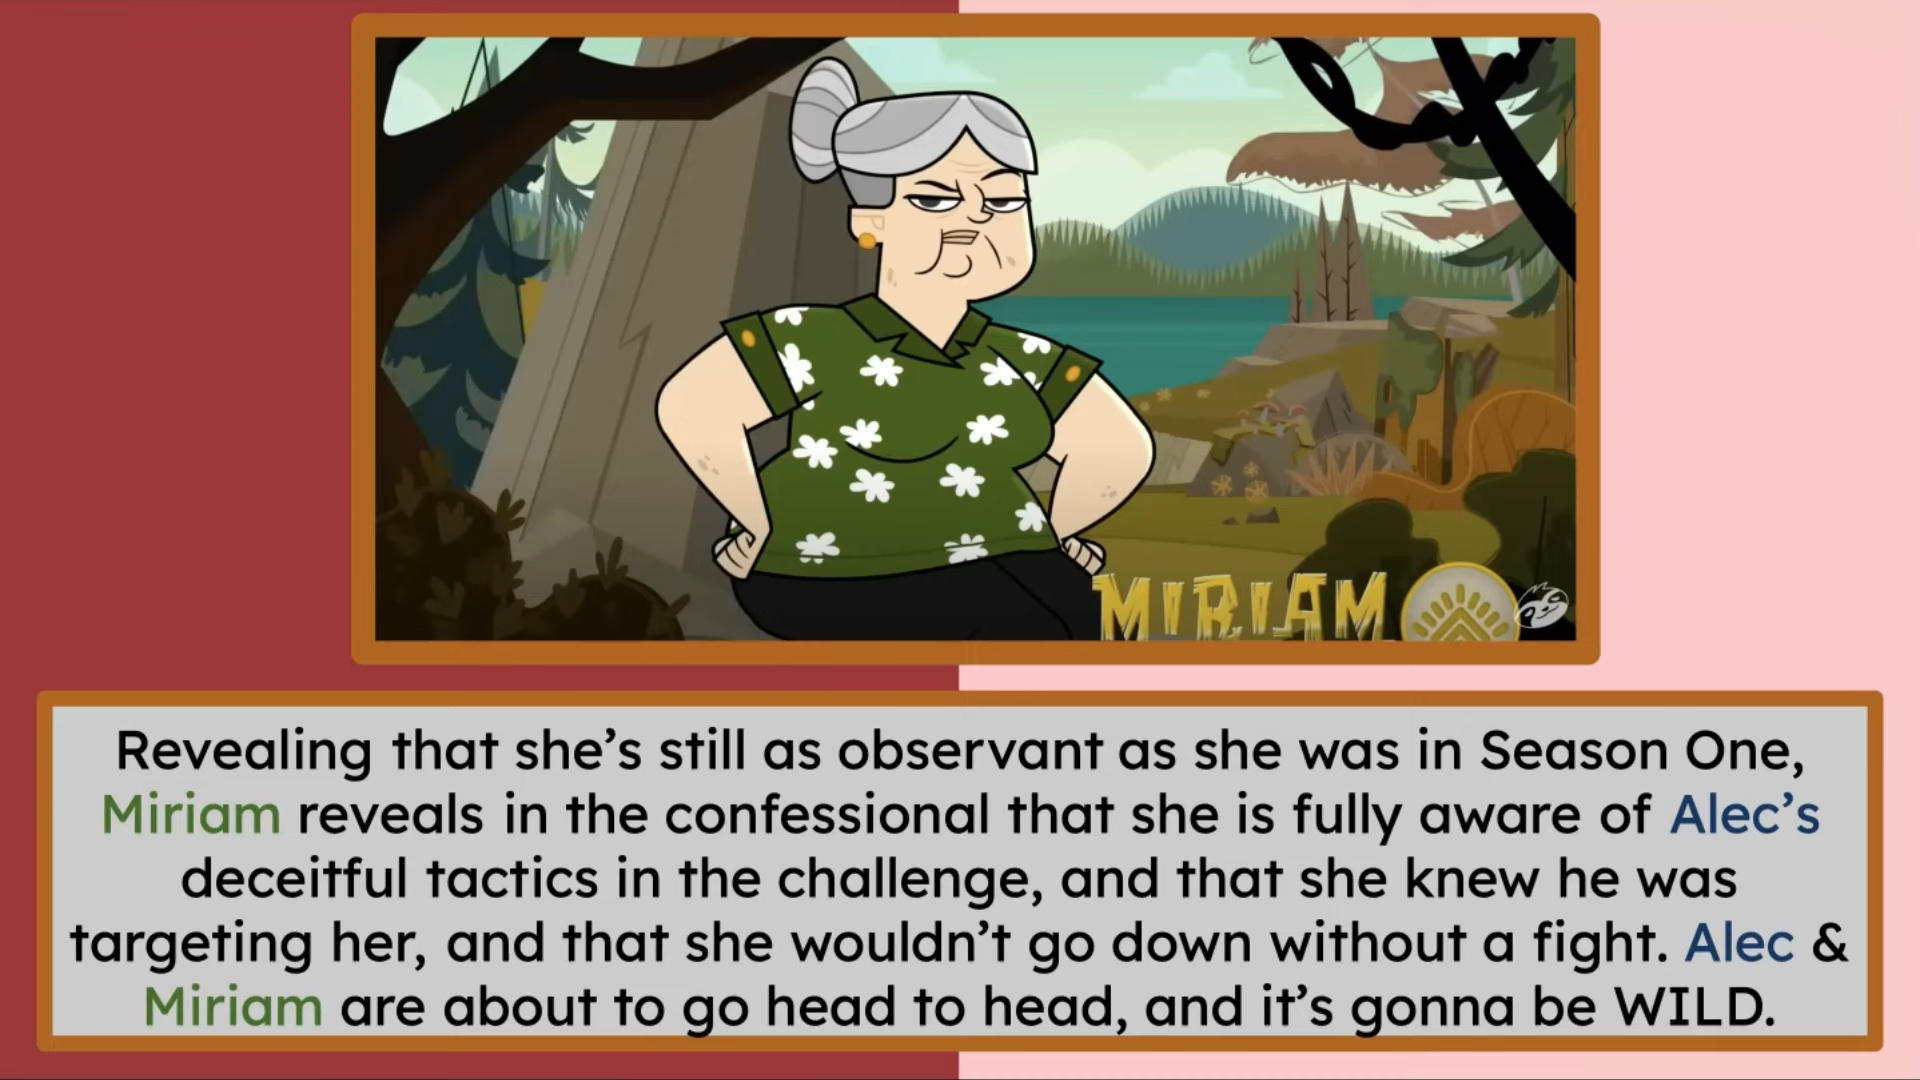 MIRIAM
Revealing that she's still as observant as she was in Season One,
Miriam reveals in the confessional that she is fully aware of Alec's
deceitful tactics in the challenge, and that she knew he was
targeting her, and that she wouldn't go down without a fight. Alec &
Miriam are about to go head to head, and it's gonna be WILD.